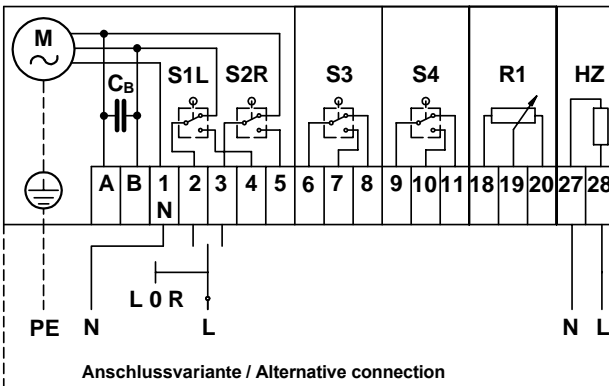 M
∼
C_B
S1L S2R S3 S4 R1 HZ
A B 1 2 3 4 5 6 7 8 9 10 11 18 19 20 27 28
N
L 0 R
PE N L N L
Anschlussvariante / Alternative connection